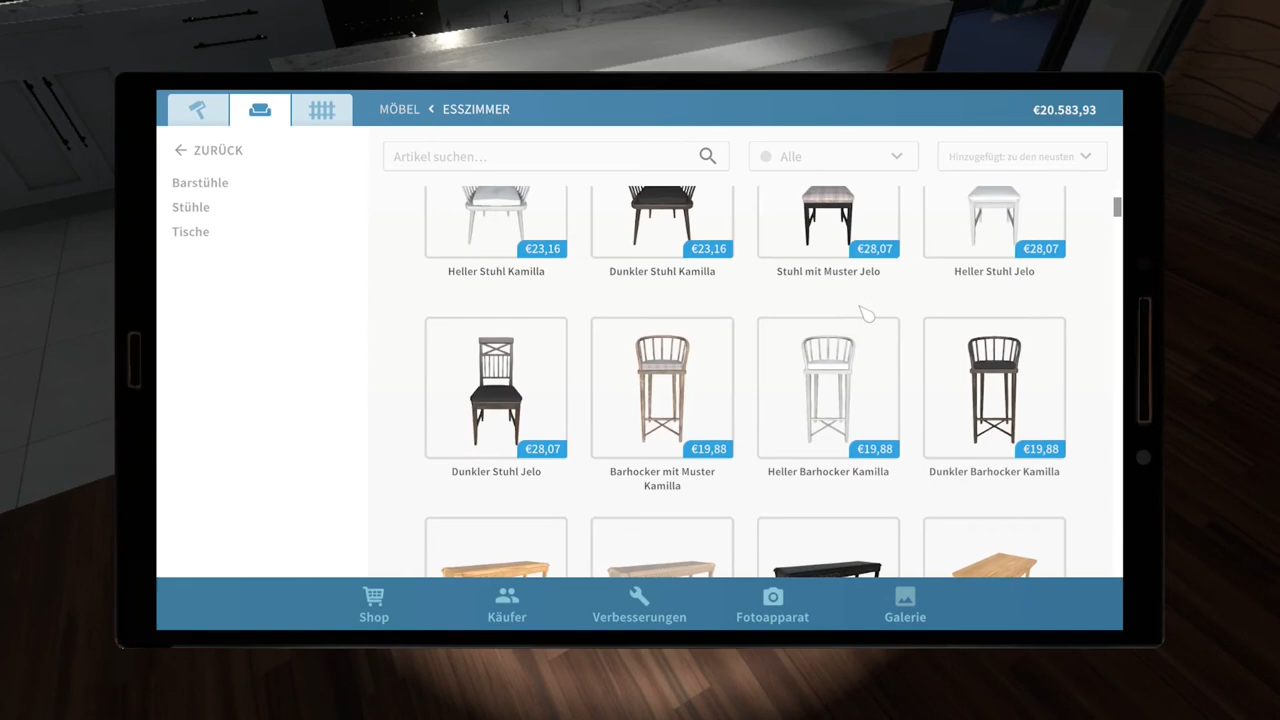 MÖBEL < ESSZIMMER
€20.583,93
ZURÜCK
Artikel suchen...
Alle
Hinzugefügt: zu den neusten
Barstühle
Stühle
Tische
€23,16
€23,16
€28,07
€28,07
Heller Stuhl Kamilla
Dunkler Stuhl Kamilla
Stuhl mit Muster Jelo
Heller Stuhl Jelo
€28,07
€19,88
€19,88
€19,88
Dunkler Stuhl Jelo
Barhocker mit Muster
Kamilla
Heller Barhocker Kamilla
Dunkler Barhocker Kamilla
Shop
Käufer
Verbesserungen
Fotoapparat
Galerie